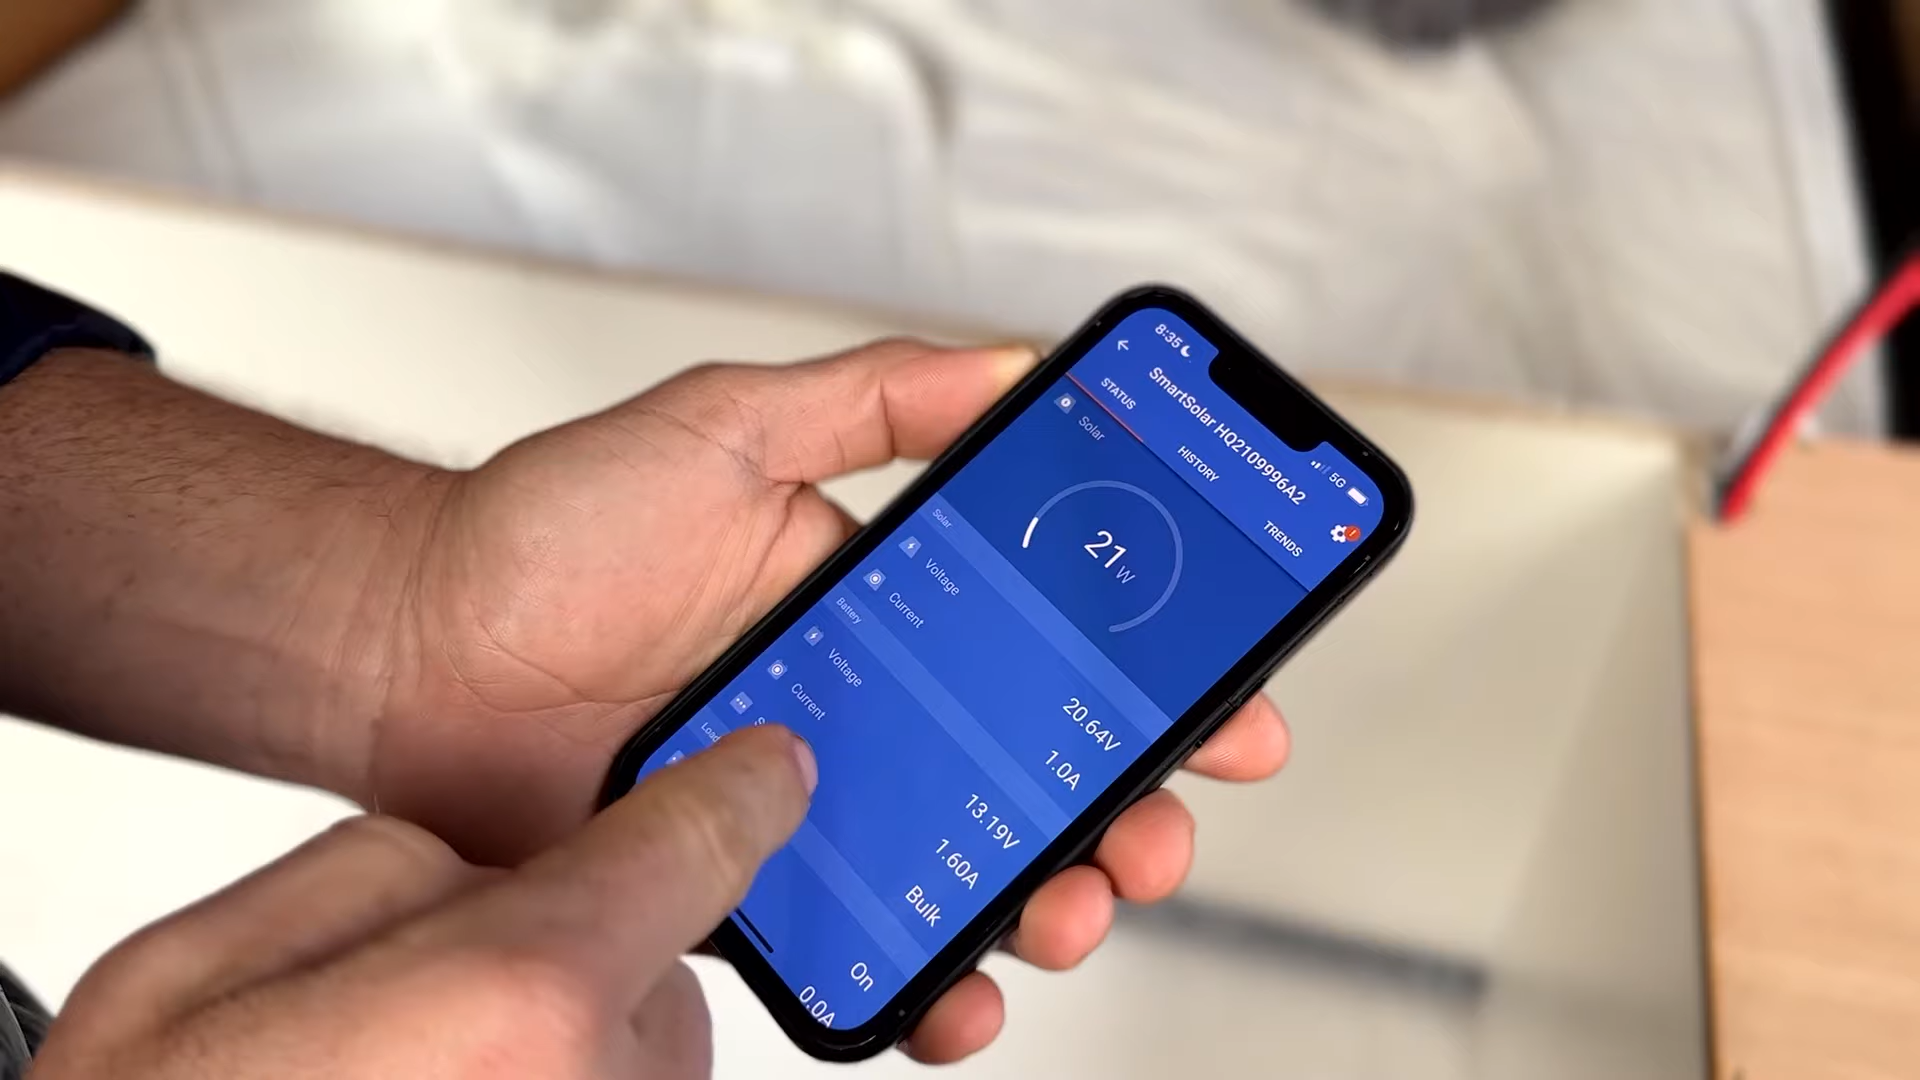 8:35
5G
SmartSolar HQ2109996A2
STATUS
HISTORY
TRENDS
Solar
21W
Solar
Voltage 20.64V
Current 1.0A
Battery
Voltage 13.19V
Current 1.60A
Bulk
Load
On
0.0A